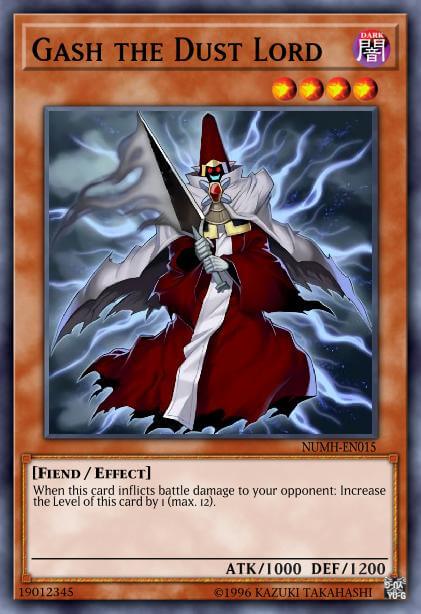 Gash the Dust Lord
DARK
闇
NUMH-EN015
[Fiend / Effect]
When this card inflicts battle damage to your opponent: Increase
the Level of this card by 1 (max. 12).
ATK/1000 DEF/1200
19012345
©1996 KAZUKI TAKAHASHI